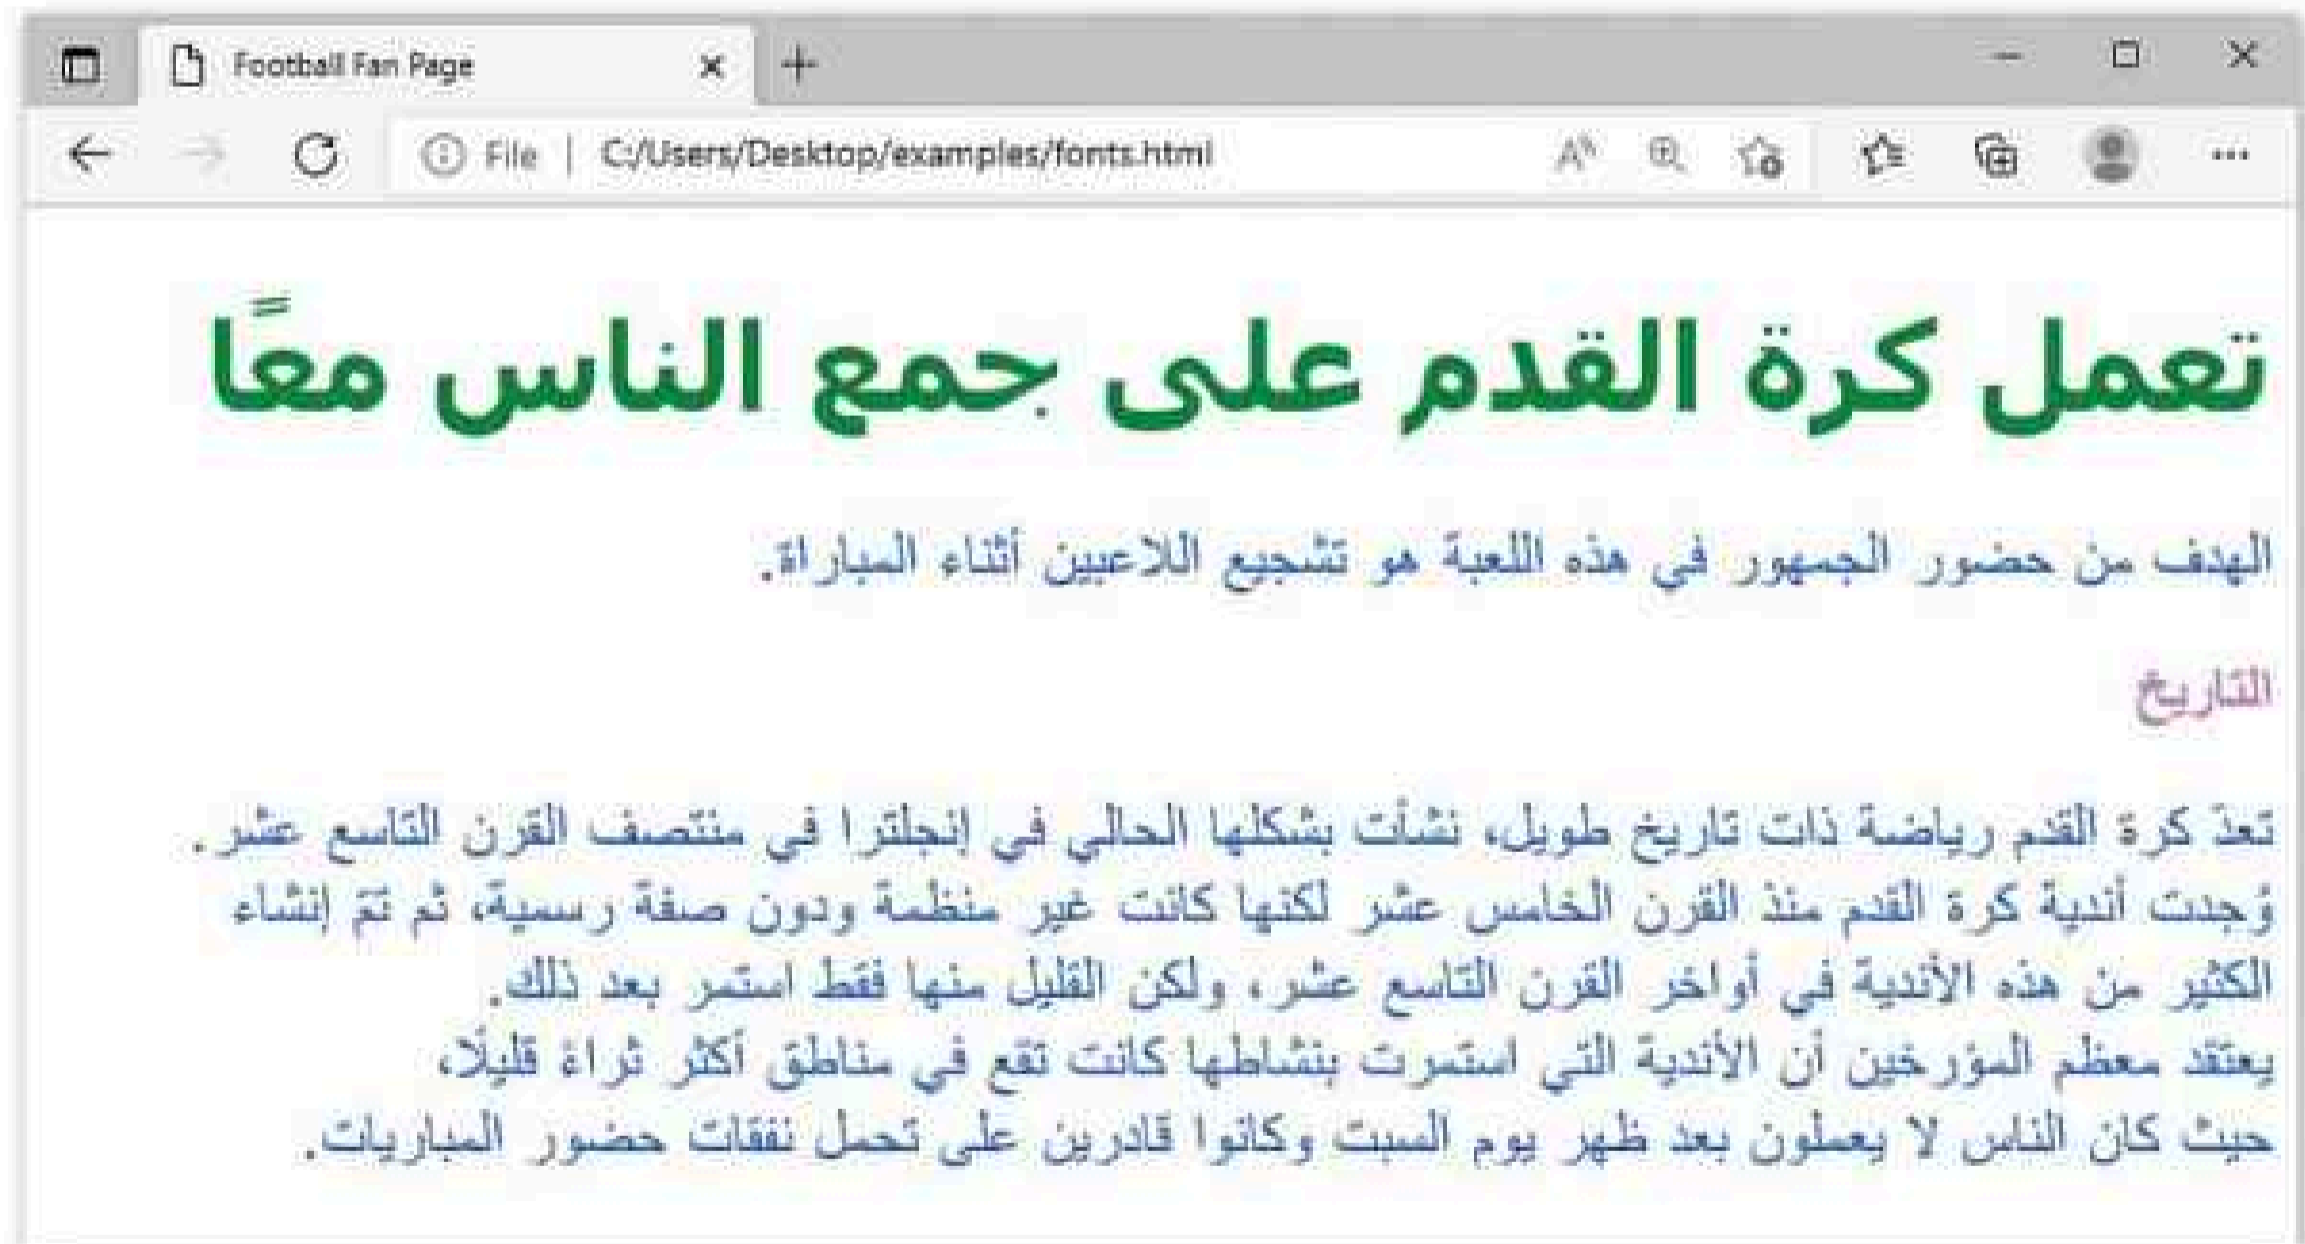 Football Fan Page
File | C:/Users/Desktop/examples/fonts.html
تعمل كرة القدم على جمع الناس معًا
الهدف من حضور الجمهور في هذه اللعبة هو تشجيع اللاعبين أثناء المباراة.
التاريخ
تعدّ كرة القدم رياضة ذات تاريخ طويل، نشأت بشكلها الحالي في إنجلترا في منتصف القرن التاسع عشر.
وُجدت أندية كرة القدم منذ القرن الخامس عشر لكنها كانت غير منظمة ودون صفة رسمية، ثم تمّ إنشاء
الكثير من هذه الأندية في أواخر القرن التاسع عشر، ولكن القليل منها فقط استمر بعد ذلك.
يعتقد معظم المؤرخين أن الأندية التي استمرت بنشاطها كانت تقع في مناطق أكثر ثراءً قليلًا،
حيث كان الناس لا يعملون بعد ظهر يوم السبت وكانوا قادرين على تحمل نفقات حضور المباريات.